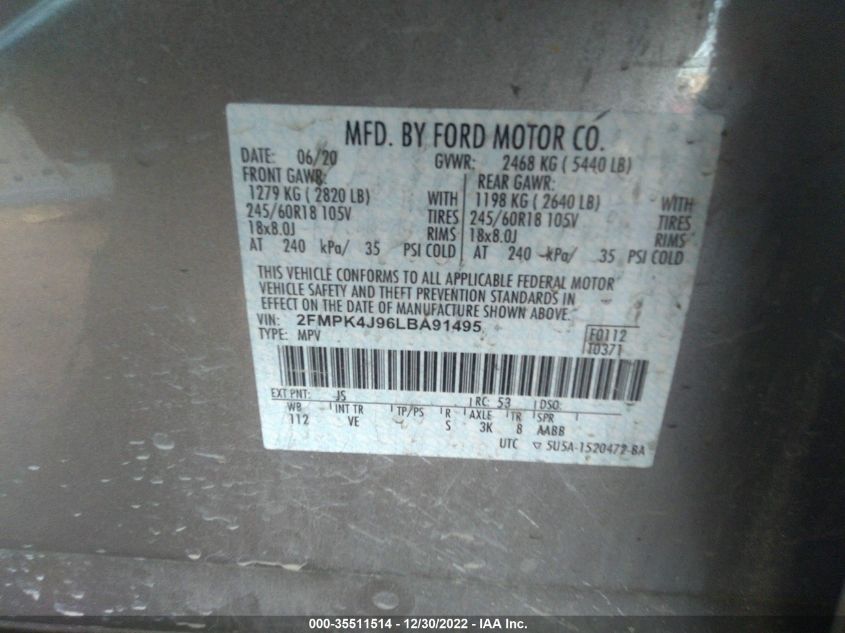 MFD. BY FORD MOTOR CO.
DATE: 06/20 GVWR: 2468 KG ( 5440 LB)
FRONT GAWR: REAR GAWR:
1279 KG ( 2820 LB) WITH 1198 KG ( 2640 LB) WITH
245/60R18 105V TIRES 245/60R18 105V TIRES
18x8.0J RIMS 18x8.0J RIMS
AT 240 kPa/ 35 PSI COLD AT 240 kPa/ 35 PSI COLD
THIS VEHICLE CONFORMS TO ALL APPLICABLE FEDERAL MOTOR
VEHICLE SAFETY AND THEFT PREVENTION STANDARDS IN
EFFECT ON THE DATE OF MANUFACTURE SHOWN ABOVE.
VIN: 2FMPK4J96LBA91495
TYPE: MPV
F0112
T0371
EXT PNT: JS RC: 53 DSO:
WB INT TR TP/PS R AXLE TR SPR
112 VE S 3K 8 AABB
UTC ▽ 5U5A-1520472-BA
000-35511514 - 12/30/2022 - IAA Inc.